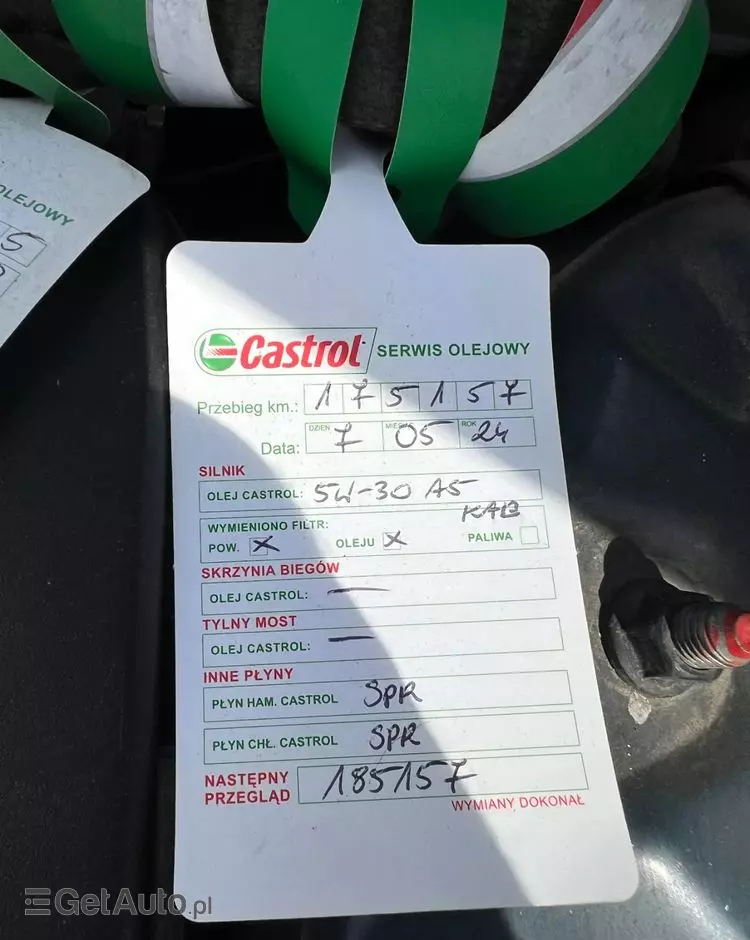 OLEJOWY
5
Castrol SERWIS OLEJOWY
Przebieg km.: 175157
DZIEŃ MIESIĄC ROK
Data: 7 05 24
SILNIK
OLEJ CASTROL: 5W-30 A5
WYMIENIONO FILTR: KAB
POW. X OLEJU X PALIWA
SKRZYNIA BIEGÓW
OLEJ CASTROL: —
TYLNY MOST
OLEJ CASTROL: —
INNE PŁYNY
PŁYN HAM. CASTROL SPR
PŁYN CHŁ. CASTROL SPR
NASTĘPNY
PRZEGLĄD 185157
WYMIANY DOKONAŁ
GetAuto.pl